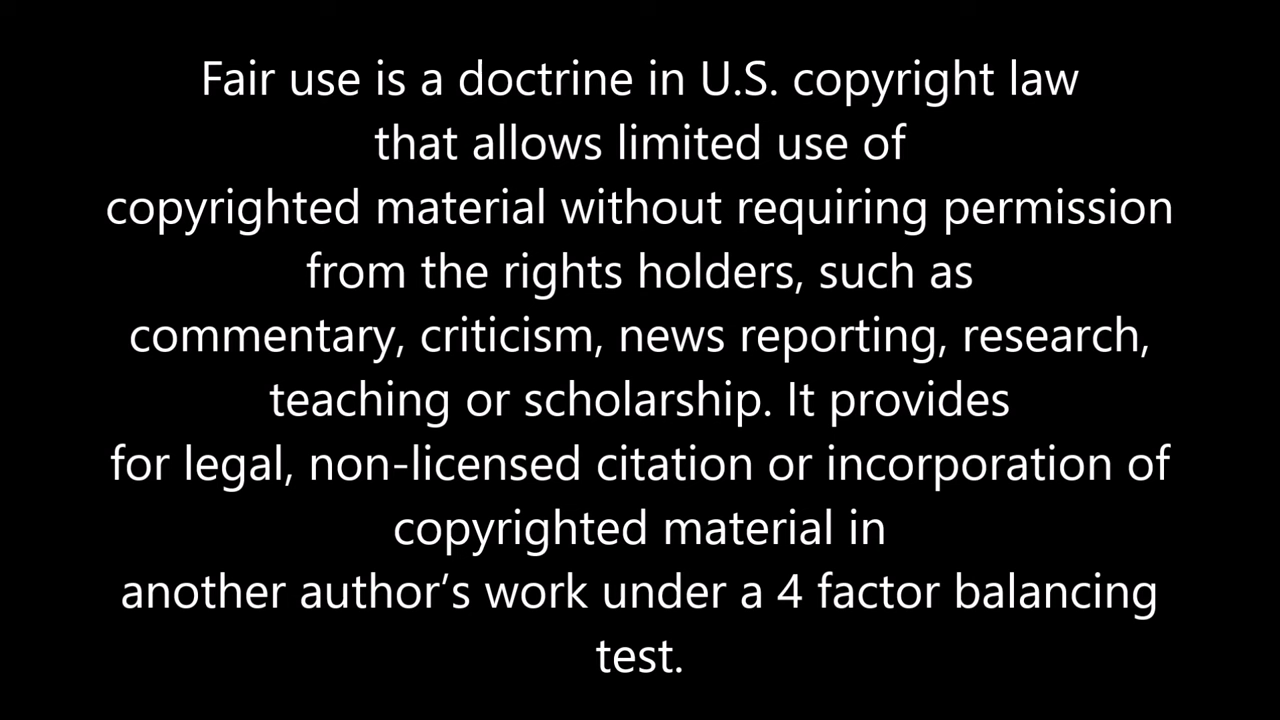 Fair use is a doctrine in U.S. copyright law
that allows limited use of
copyrighted material without requiring permission
from the rights holders, such as
commentary, criticism, news reporting, research,
teaching or scholarship. It provides
for legal, non-licensed citation or incorporation of
copyrighted material in
another author’s work under a 4 factor balancing
test.